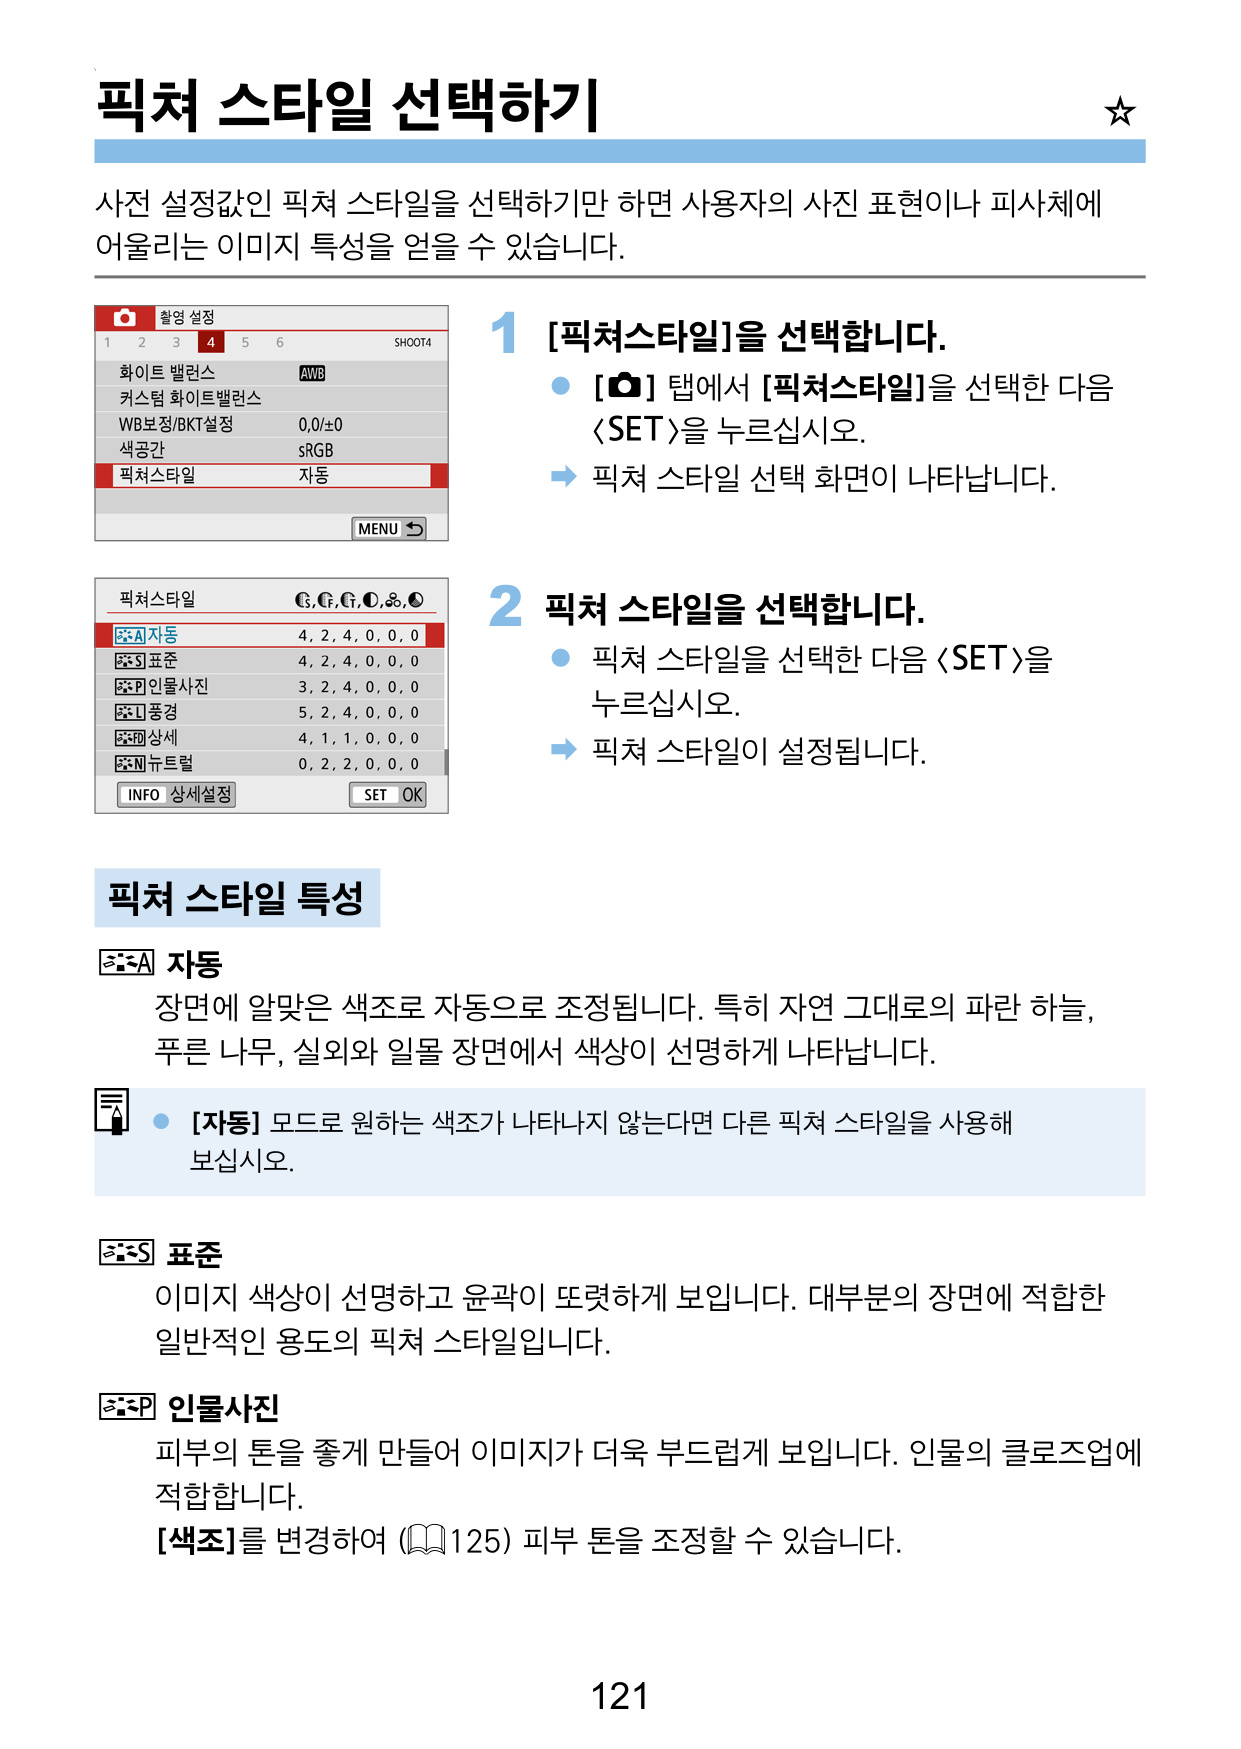 픽쳐 스타일 선택하기 ☆
사전 설정값인 픽쳐 스타일을 선택하기만 하면 사용자의 사진 표현이나 피사체에
어울리는 이미지 특성을 얻을 수 있습니다.
촬영 설정
1 2 3 4 5 6 SHOOT4
화이트 밸런스 AWB
커스텀 화이트밸런스
WB보정/BKT설정 0,0/±0
색공간 sRGB
픽쳐스타일 자동
MENU
1 [픽쳐스타일]을 선택합니다.
● [📷] 탭에서 [픽쳐스타일]을 선택한 다음
〈SET〉을 누르십시오.
➡ 픽쳐 스타일 선택 화면이 나타납니다.
픽쳐스타일 S, F, T
A 자동 4, 2, 4, 0, 0, 0
S 표준 4, 2, 4, 0, 0, 0
P 인물사진 3, 2, 4, 0, 0, 0
L 풍경 5, 2, 4, 0, 0, 0
FD 상세 4, 1, 1, 0, 0, 0
N 뉴트럴 0, 2, 2, 0, 0, 0
INFO 상세설정 SET OK
2 픽쳐 스타일을 선택합니다.
● 픽쳐 스타일을 선택한 다음 〈SET〉을
누르십시오.
➡ 픽쳐 스타일이 설정됩니다.
픽쳐 스타일 특성
A 자동
장면에 알맞은 색조로 자동으로 조정됩니다. 특히 자연 그대로의 파란 하늘,
푸른 나무, 실외와 일몰 장면에서 색상이 선명하게 나타납니다.
● [자동] 모드로 원하는 색조가 나타나지 않는다면 다른 픽쳐 스타일을 사용해
보십시오.
S 표준
이미지 색상이 선명하고 윤곽이 또렷하게 보입니다. 대부분의 장면에 적합한
일반적인 용도의 픽쳐 스타일입니다.
P 인물사진
피부의 톤을 좋게 만들어 이미지가 더욱 부드럽게 보입니다. 인물의 클로즈업에
적합합니다.
[색조]를 변경하여 (📖125) 피부 톤을 조정할 수 있습니다.
121